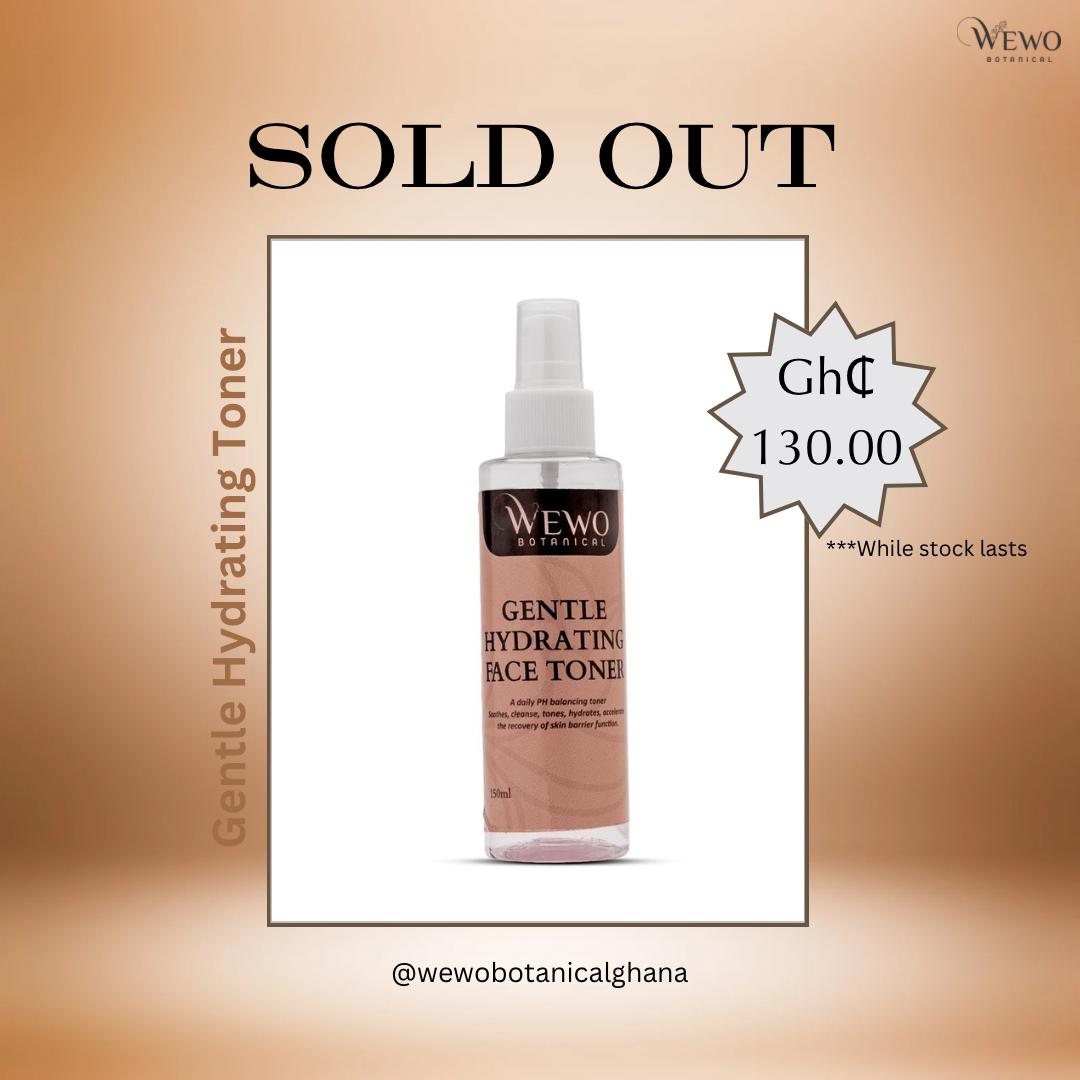 WEWO
BOTANICAL
SOLD OUT
Gentle Hydrating Toner
Gh₵
130.00
***While stock lasts
WEWO
BOTANICAL
GENTLE
HYDRATING
FACE TONER
A daily PH balancing toner
Soothes, cleanse, tones, hydrates, accelerate
the recovery of skin barrier function.
150ml
@wewobotanicalghana